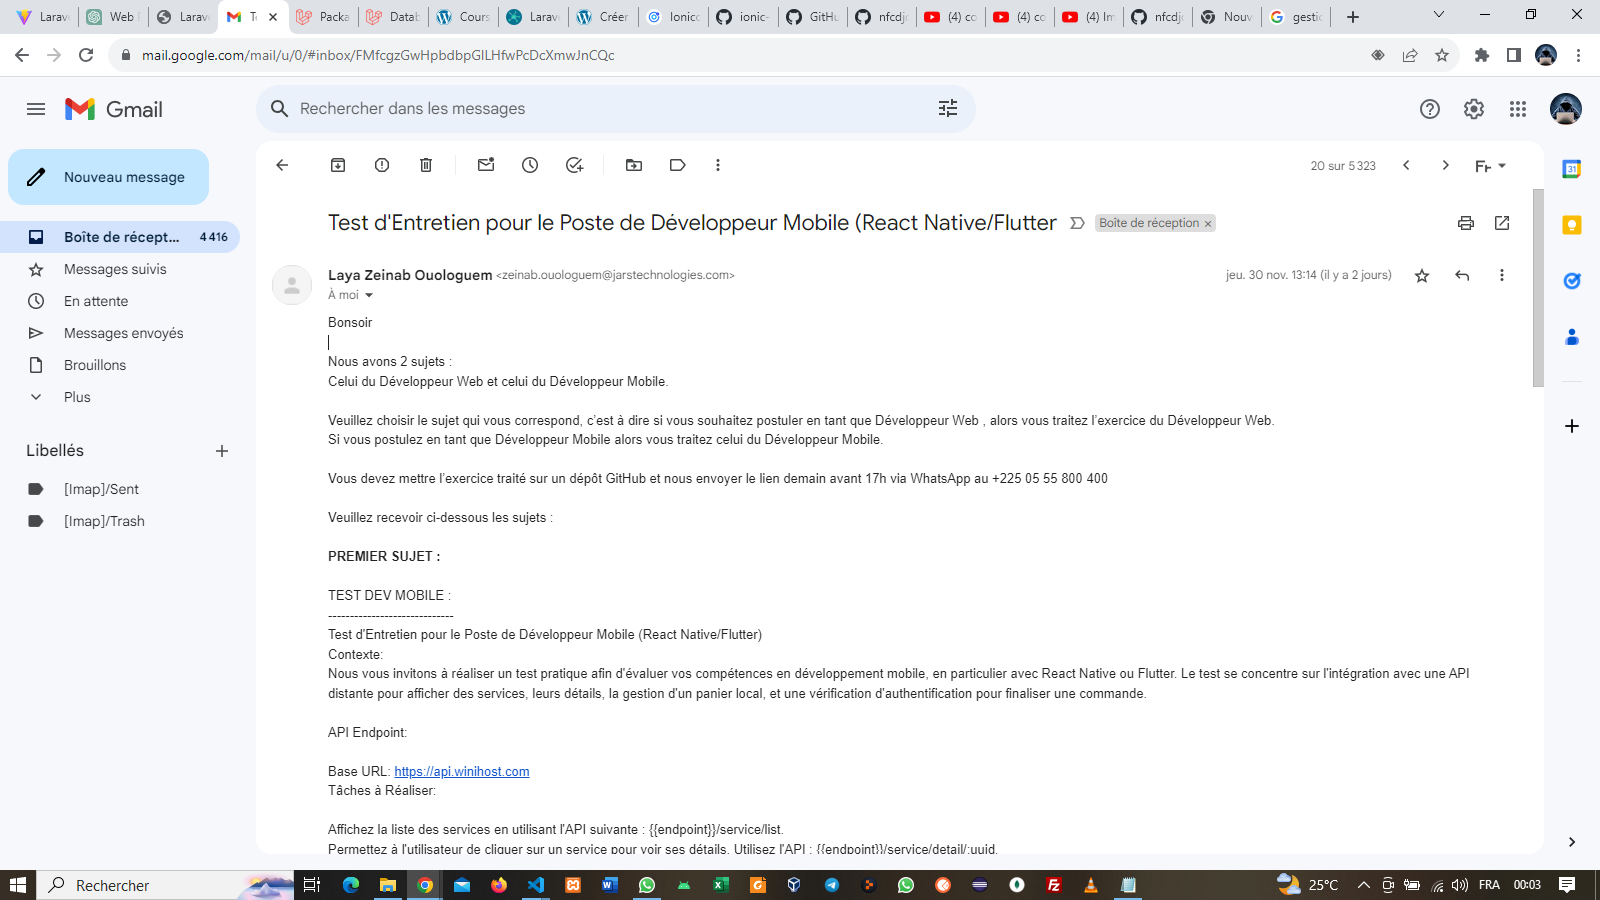 Larav
Web
Larav
Te
Packa
Datab
Cours
Larav
Créer
Ionicc
ionic-
GitHu
nfcdjc
(4) co
(4) co
(4) Im
nfcdjc
Nouv
gestic
mail.google.com/mail/u/0/#inbox/FMfcgzGwHpbdbpGlLHfwPcDcXmwJnCQc
Gmail
Rechercher dans les messages
Nouveau message
20 sur 5 323
Fr
Boîte de récept... 4 416
Messages suivis
En attente
Messages envoyés
Brouillons
Plus
Libellés
[Imap]/Sent
[Imap]/Trash
Test d'Entretien pour le Poste de Développeur Mobile (React Native/Flutter
Boîte de réception ×
Laya Zeinab Ouologuem <zeinab.ouologuem@jarstechnologies.com>
jeu. 30 nov. 13:14 (il y a 2 jours)
À moi
Bonsoir
Nous avons 2 sujets :
Celui du Développeur Web et celui du Développeur Mobile.
Veuillez choisir le sujet qui vous correspond, c'est à dire si vous souhaitez postuler en tant que Développeur Web , alors vous traitez l'exercice du Développeur Web.
Si vous postulez en tant que Développeur Mobile alors vous traitez celui du Développeur Mobile.
Vous devez mettre l'exercice traité sur un dépôt GitHub et nous envoyer le lien demain avant 17h via WhatsApp au +225 05 55 800 400
Veuillez recevoir ci-dessous les sujets :
PREMIER SUJET :
TEST DEV MOBILE :
-----------------------------
Test d'Entretien pour le Poste de Développeur Mobile (React Native/Flutter)
Contexte:
Nous vous invitons à réaliser un test pratique afin d'évaluer vos compétences en développement mobile, en particulier avec React Native ou Flutter. Le test se concentre sur l'intégration avec une API
distante pour afficher des services, leurs détails, la gestion d'un panier local, et une vérification d'authentification pour finaliser une commande.
API Endpoint:
Base URL: https://api.winihost.com
Tâches à Réaliser:
Affichez la liste des services en utilisant l'API suivante : {{endpoint}}/service/list.
Permettez à l'utilisateur de cliquer sur un service pour voir ses détails. Utilisez l'API : {{endpoint}}/service/detail/:uuid.
Rechercher
25°C
FRA
00:03